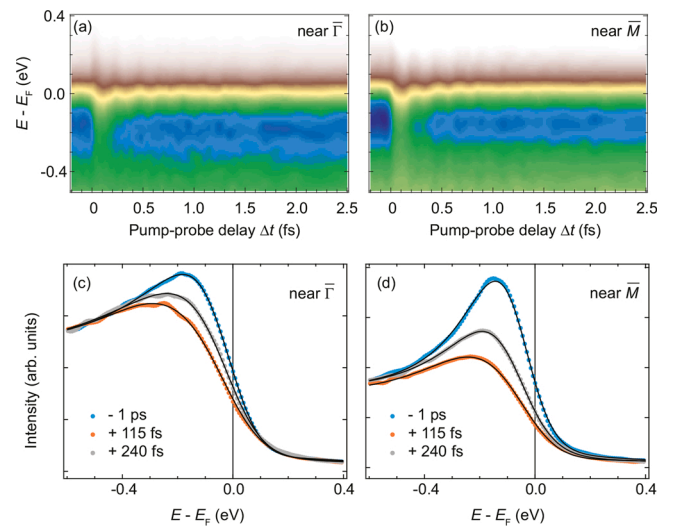 (a) near Γ̅
(b) near M̅
E - E_F (eV)
0.4
0.0
-0.4
0 0.5 1.0 1.5 2.0 2.5
0 0.5 1.0 1.5 2.0 2.5
Pump-probe delay Δt (fs)
Pump-probe delay Δt (fs)
(c) near Γ̅
(d) near M̅
Intensity (arb. units)
- 1 ps
+ 115 fs
+ 240 fs
- 1 ps
+ 115 fs
+ 240 fs
-0.4 0.0 0.4
-0.4 0.0 0.4
E - E_F (eV)
E - E_F (eV)